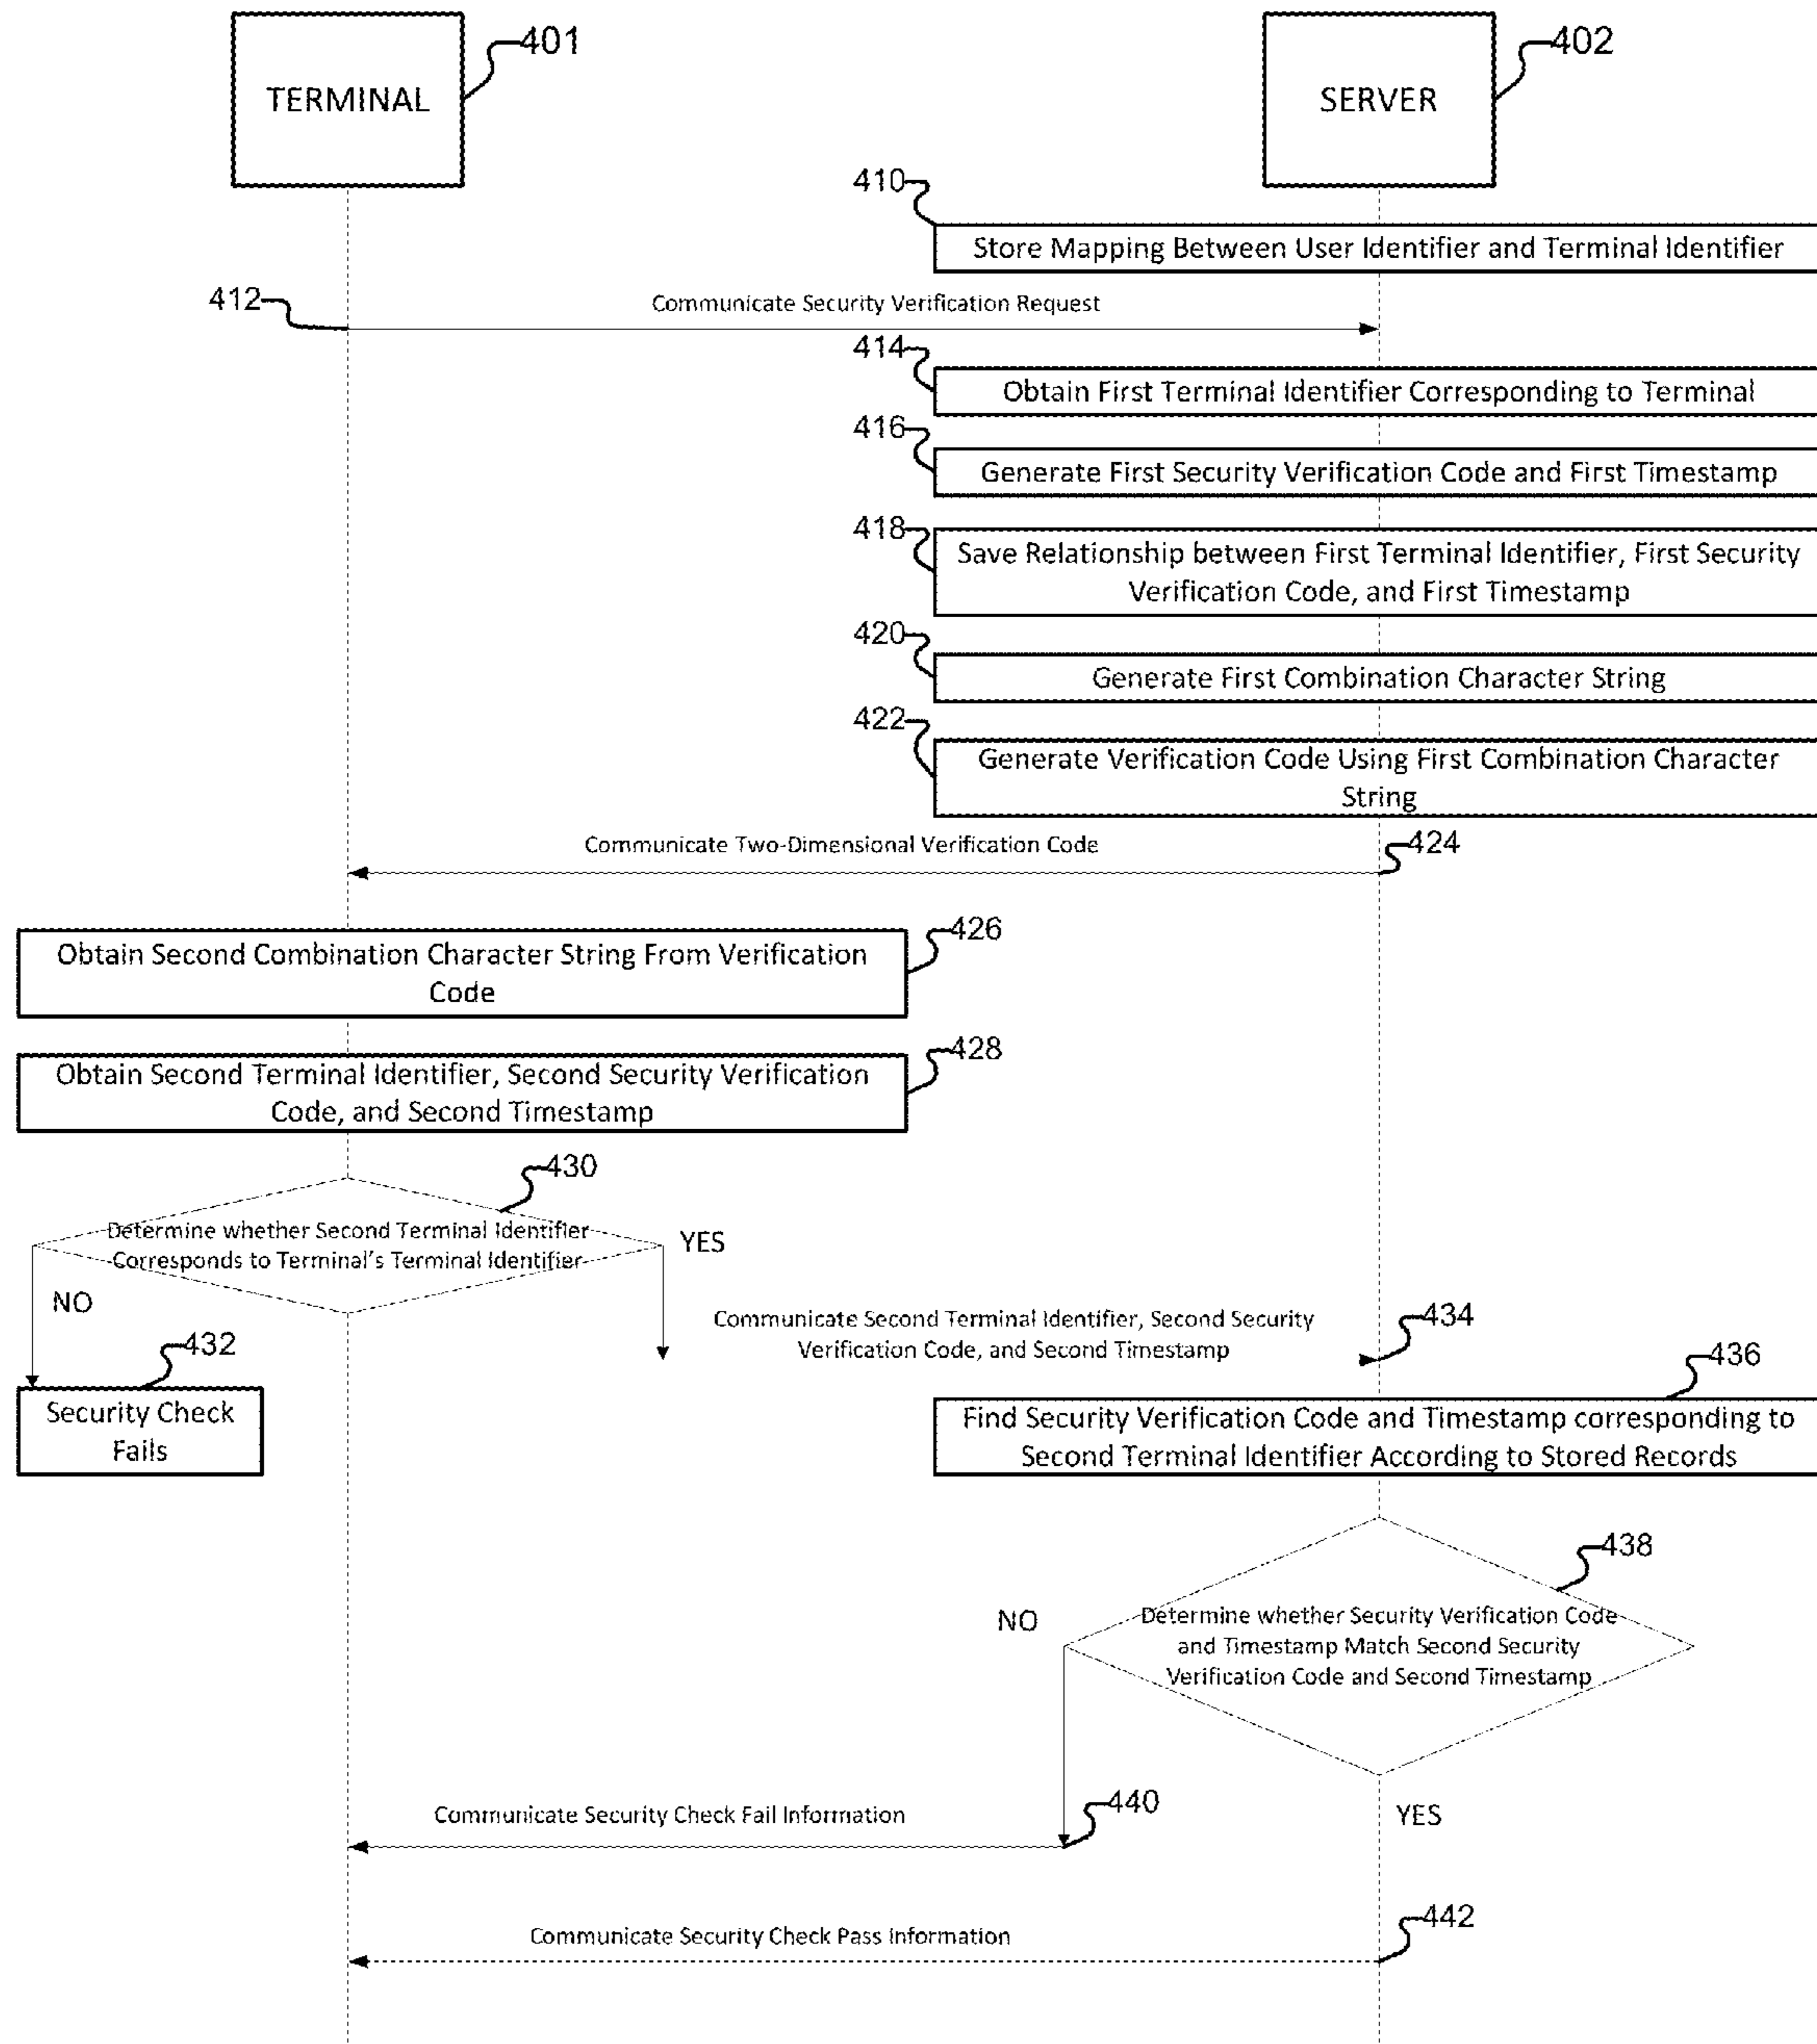 401
402
TERMINAL
SERVER
410
Store Mapping Between User Identifier and Terminal Identifier
412
Communicate Security Verification Request
414
Obtain First Terminal Identifier Corresponding to Terminal
416
Generate First Security Verification Code and First Timestamp
418
Save Relationship between First Terminal Identifier, First Security
Verification Code, and First Timestamp
420
Generate First Combination Character String
422
Generate Verification Code Using First Combination Character
String
Communicate Two-Dimensional Verification Code
424
426
Obtain Second Combination Character String From Verification
Code
428
Obtain Second Terminal Identifier, Second Security Verification
Code, and Second Timestamp
430
Determine whether Second Terminal Identifier
Corresponds to Terminal's Terminal Identifier
YES
NO
Communicate Second Terminal Identifier, Second Security
Verification Code, and Second Timestamp
434
432
Security Check
Fails
436
Find Security Verification Code and Timestamp corresponding to
Second Terminal Identifier According to Stored Records
438
NO
Determine whether Security Verification Code
and Timestamp Match Second Security
Verification Code and Second Timestamp
440
Communicate Security Check Fail Information
YES
442
Communicate Security Check Pass Information